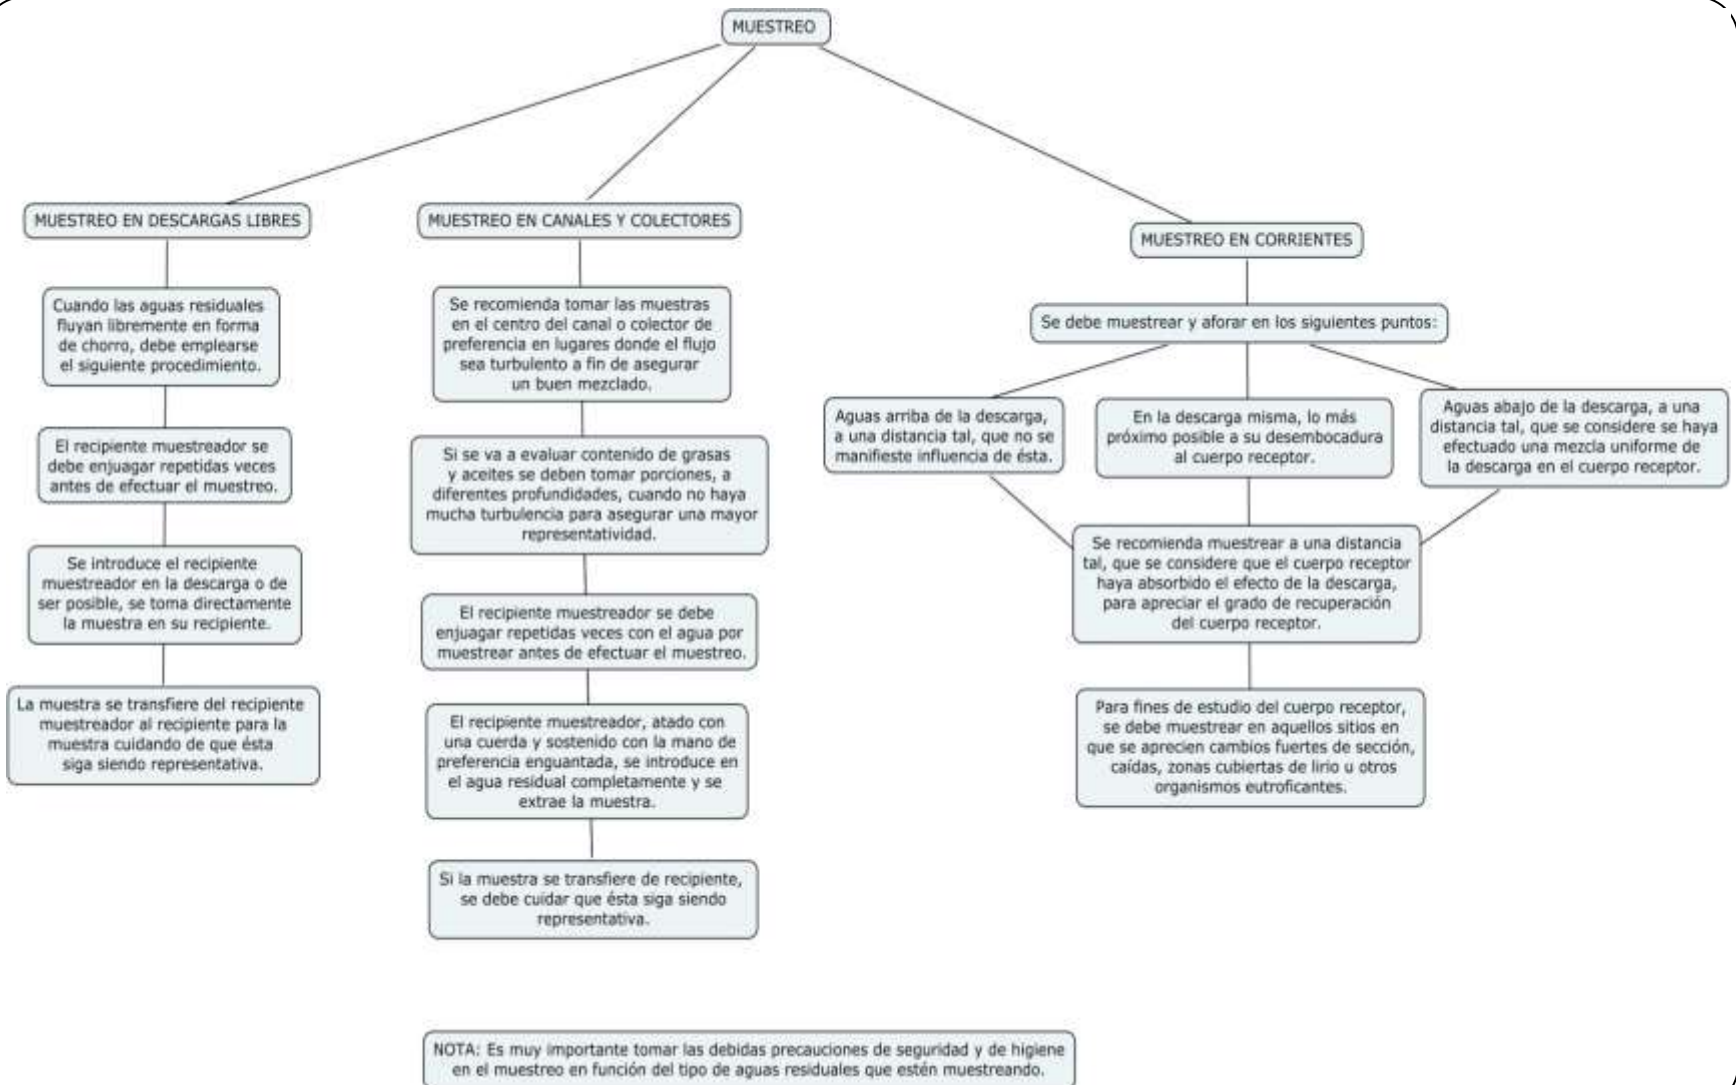 MUESTREO
MUESTREO EN DESCARGAS LIBRES
Cuando las aguas residuales
fluyan libremente en forma
de chorro, debe emplearse
el siguiente procedimiento.
El recipiente muestreador se
debe enjuagar repetidas veces
antes de efectuar el muestreo.
Se introduce el recipiente
muestreador en la descarga o de
ser posible, se toma directamente
la muestra en su recipiente.
La muestra se transfiere del recipiente
muestreador al recipiente para la
muestra cuidando de que ésta
siga siendo representativa.
MUESTREO EN CANALES Y COLECTORES
Se recomienda tomar las muestras
en el centro del canal o colector de
preferencia en lugares donde el flujo
sea turbulento a fin de asegurar
un buen mezclado.
Si se va a evaluar contenido de grasas
y aceites se deben tomar porciones, a
diferentes profundidades, cuando no haya
mucha turbulencia para asegurar una mayor
representatividad.
El recipiente muestreador se debe
enjuagar repetidas veces con el agua por
muestrear antes de efectuar el muestreo.
El recipiente muestreador, atado con
una cuerda y sostenido con la mano de
preferencia enguantada, se introduce en
el agua residual completamente y se
extrae la muestra.
Si la muestra se transfiere de recipiente,
se debe cuidar que ésta siga siendo
representativa.
MUESTREO EN CORRIENTES
Se debe muestrear y aforar en los siguientes puntos:
Aguas arriba de la descarga,
a una distancia tal, que no se
manifieste influencia de ésta.
En la descarga misma, lo más
próximo posible a su desembocadura
al cuerpo receptor.
Aguas abajo de la descarga, a una
distancia tal, que se considere se haya
efectuado una mezcla uniforme de
la descarga en el cuerpo receptor.
Se recomienda muestrear a una distancia
tal, que se considere que el cuerpo receptor
haya absorbido el efecto de la descarga,
para apreciar el grado de recuperación
del cuerpo receptor.
Para fines de estudio del cuerpo receptor,
se debe muestrear en aquellos sitios en
que se aprecien cambios fuertes de sección,
caídas, zonas cubiertas de lirio u otros
organismos eutroficantes.
NOTA: Es muy importante tomar las debidas precauciones de seguridad y de higiene
en el muestreo en función del tipo de aguas residuales que estén muestreando.